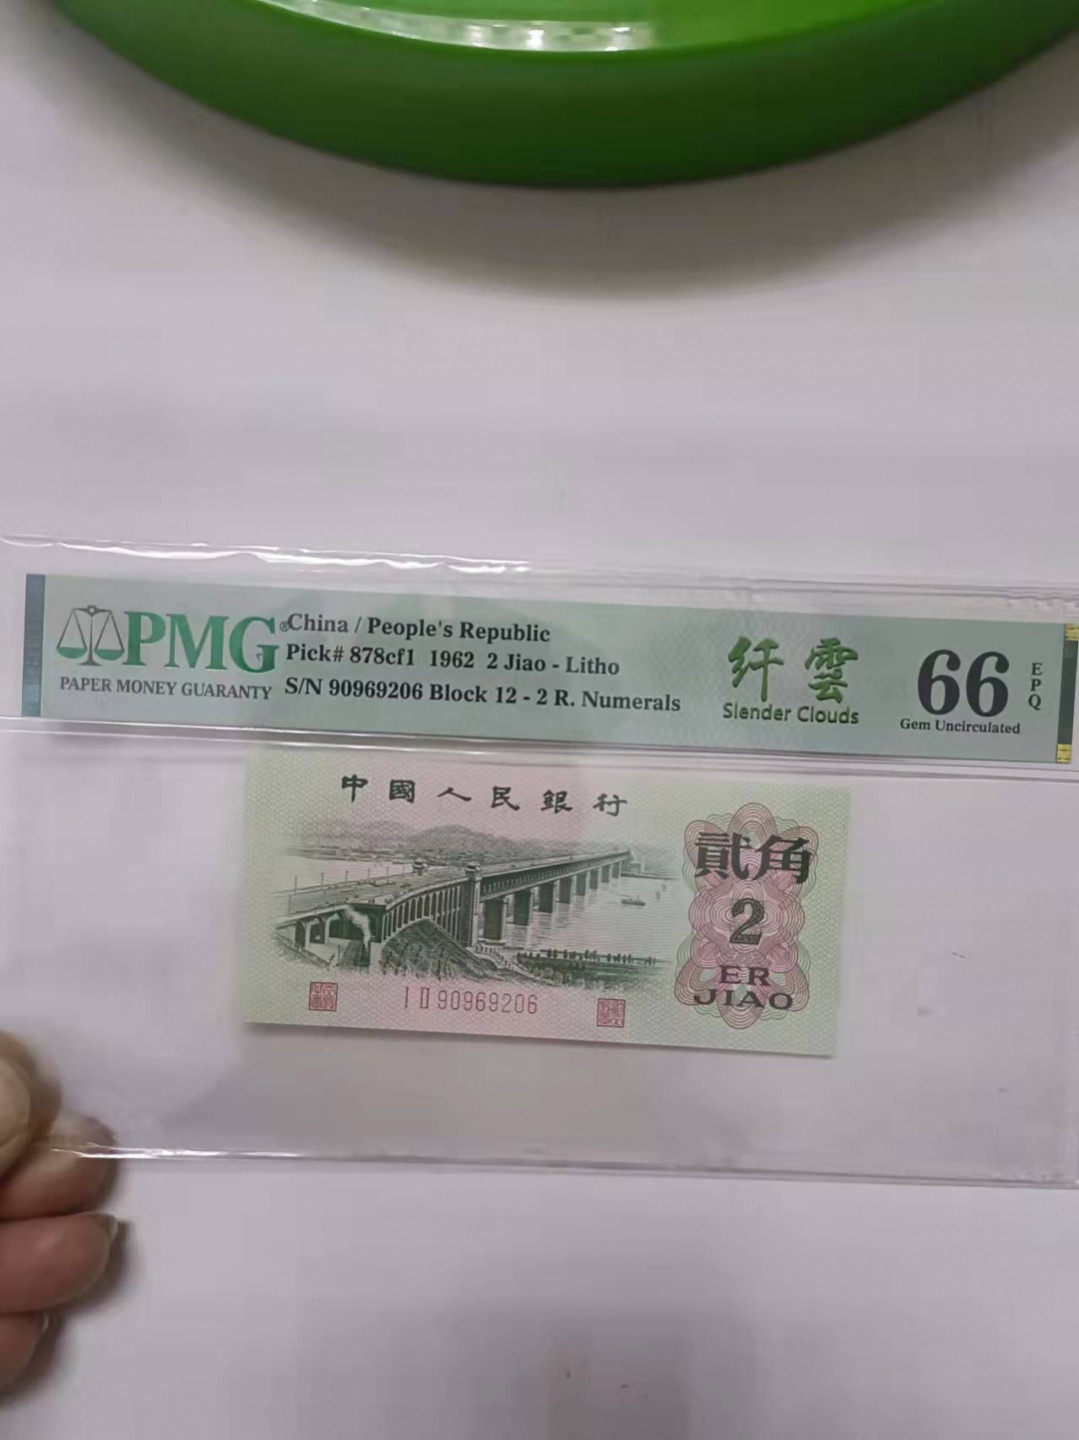 PMG®
PAPER MONEY GUARANTY
China / People's Republic
Pick# 878cf1 1962 2 Jiao - Litho
S/N 90969206 Block 12 - 2 R. Numerals
纤雲
Slender Clouds
66
EPQ
Gem Uncirculated
中國人民銀行
貳角
2
ER
JIAO
I II 90969206